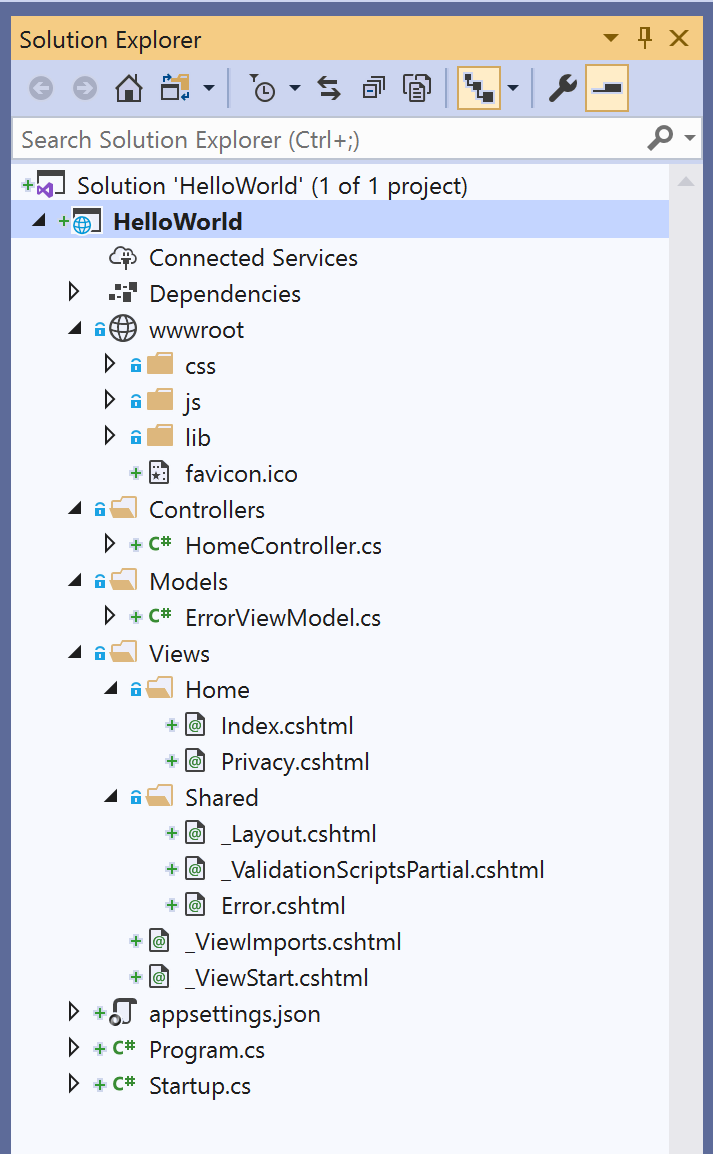 Solution Explorer
Search Solution Explorer (Ctrl+;)
Solution 'HelloWorld' (1 of 1 project)
HelloWorld
Connected Services
Dependencies
wwwroot
css
js
lib
favicon.ico
Controllers
C# HomeController.cs
Models
C# ErrorViewModel.cs
Views
Home
Index.cshtml
Privacy.cshtml
Shared
_Layout.cshtml
_ValidationScriptsPartial.cshtml
Error.cshtml
_ViewImports.cshtml
_ViewStart.cshtml
appsettings.json
C# Program.cs
C# Startup.cs